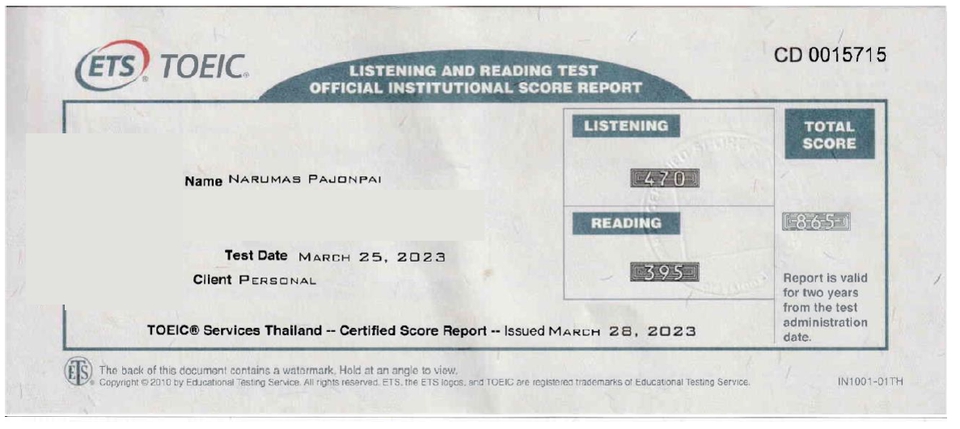 ETS® TOEIC®
CD 0015715
LISTENING AND READING TEST
OFFICIAL INSTITUTIONAL SCORE REPORT
LISTENING
470
READING
395
TOTAL
SCORE
865
Name NARUMAS PAJONPAI
Test Date MARCH 25, 2023
Client PERSONAL
Report is valid
for two years
from the test
administration
date.
TOEIC® Services Thailand -- Certified Score Report -- Issued MARCH 28, 2023
ETS® The back of this document contains a watermark. Hold at an angle to view.
Copyright © 2010 by Educational Testing Service. All rights reserved. ETS, the ETS logos, and TOEIC are registered trademarks of Educational Testing Service.
IN1001-01TH